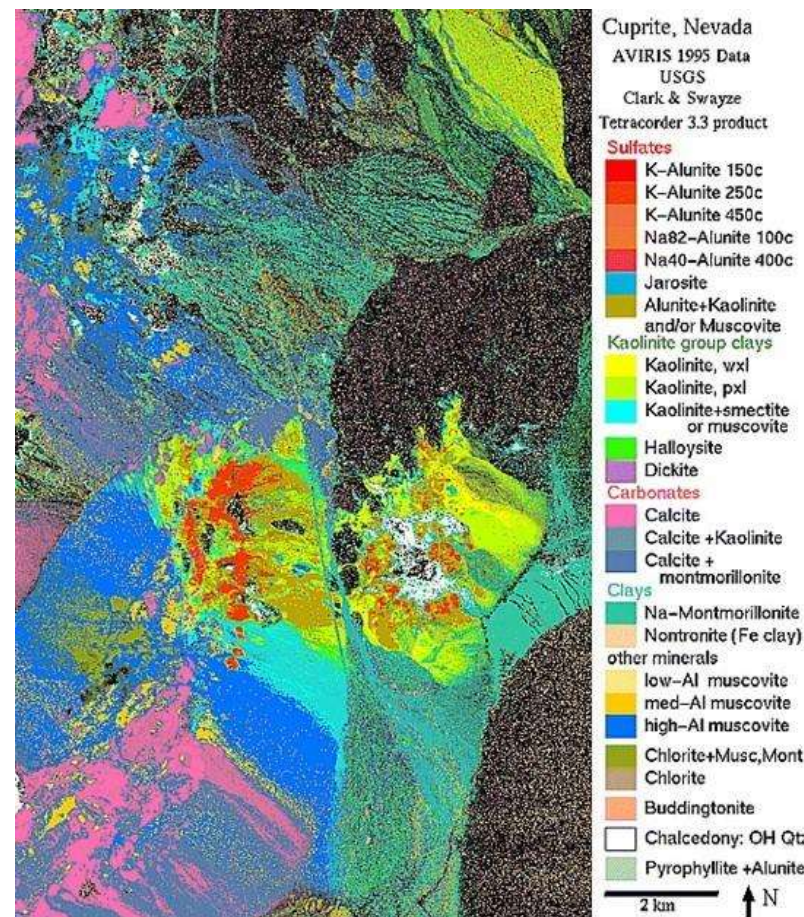 Cuprite, Nevada
AVIRIS 1995 Data
USGS
Clark & Swayze
Tetracorder 3.3 product
Sulfates
K-Alunite 150c
K-Alunite 250c
K-Alunite 450c
Na82-Alunite 100c
Na40-Alunite 400c
Jarosite
Alunite+Kaolinite
and/or Muscovite
Kaolinite group clays
Kaolinite, wxl
Kaolinite, pxl
Kaolinite+smectite
or muscovite
Halloysite
Dickite
Carbonates
Calcite
Calcite +Kaolinite
Calcite +
montmorillonite
Clays
Na-Montmorillonite
Nontronite (Fe clay)
other minerals
low-Al muscovite
med-Al muscovite
high-Al muscovite
Chlorite+Musc,Mont
Chlorite
Buddingtonite
Chalcedony: OH Qtz
Pyrophyllite +Alunite
2 km
N